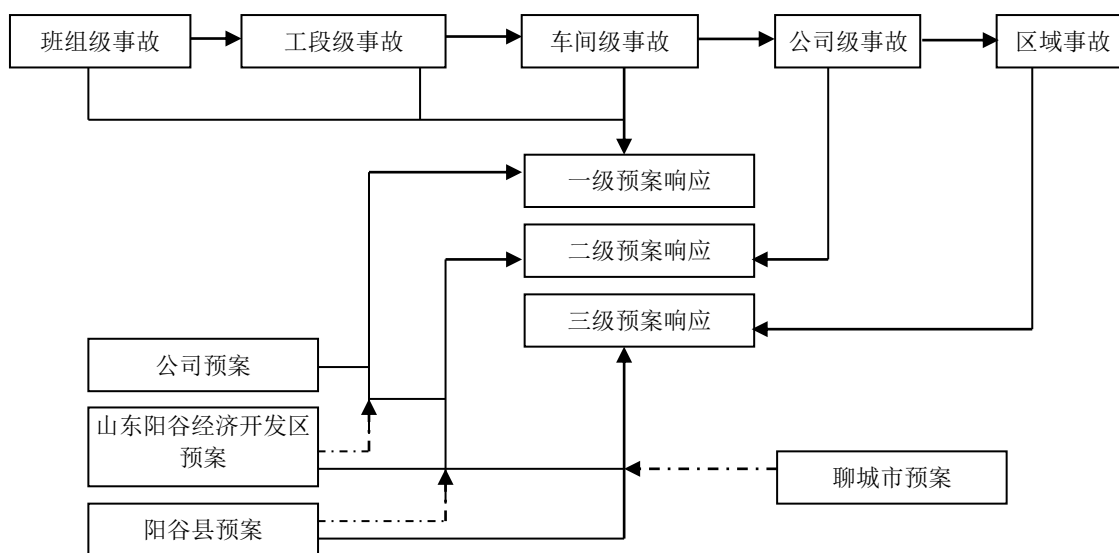 班组级事故
工段级事故
车间级事故
公司级事故
区域事故
一级预案响应
二级预案响应
三级预案响应
公司预案
山东阳谷经济开发区
预案
聊城市预案
阳谷县预案